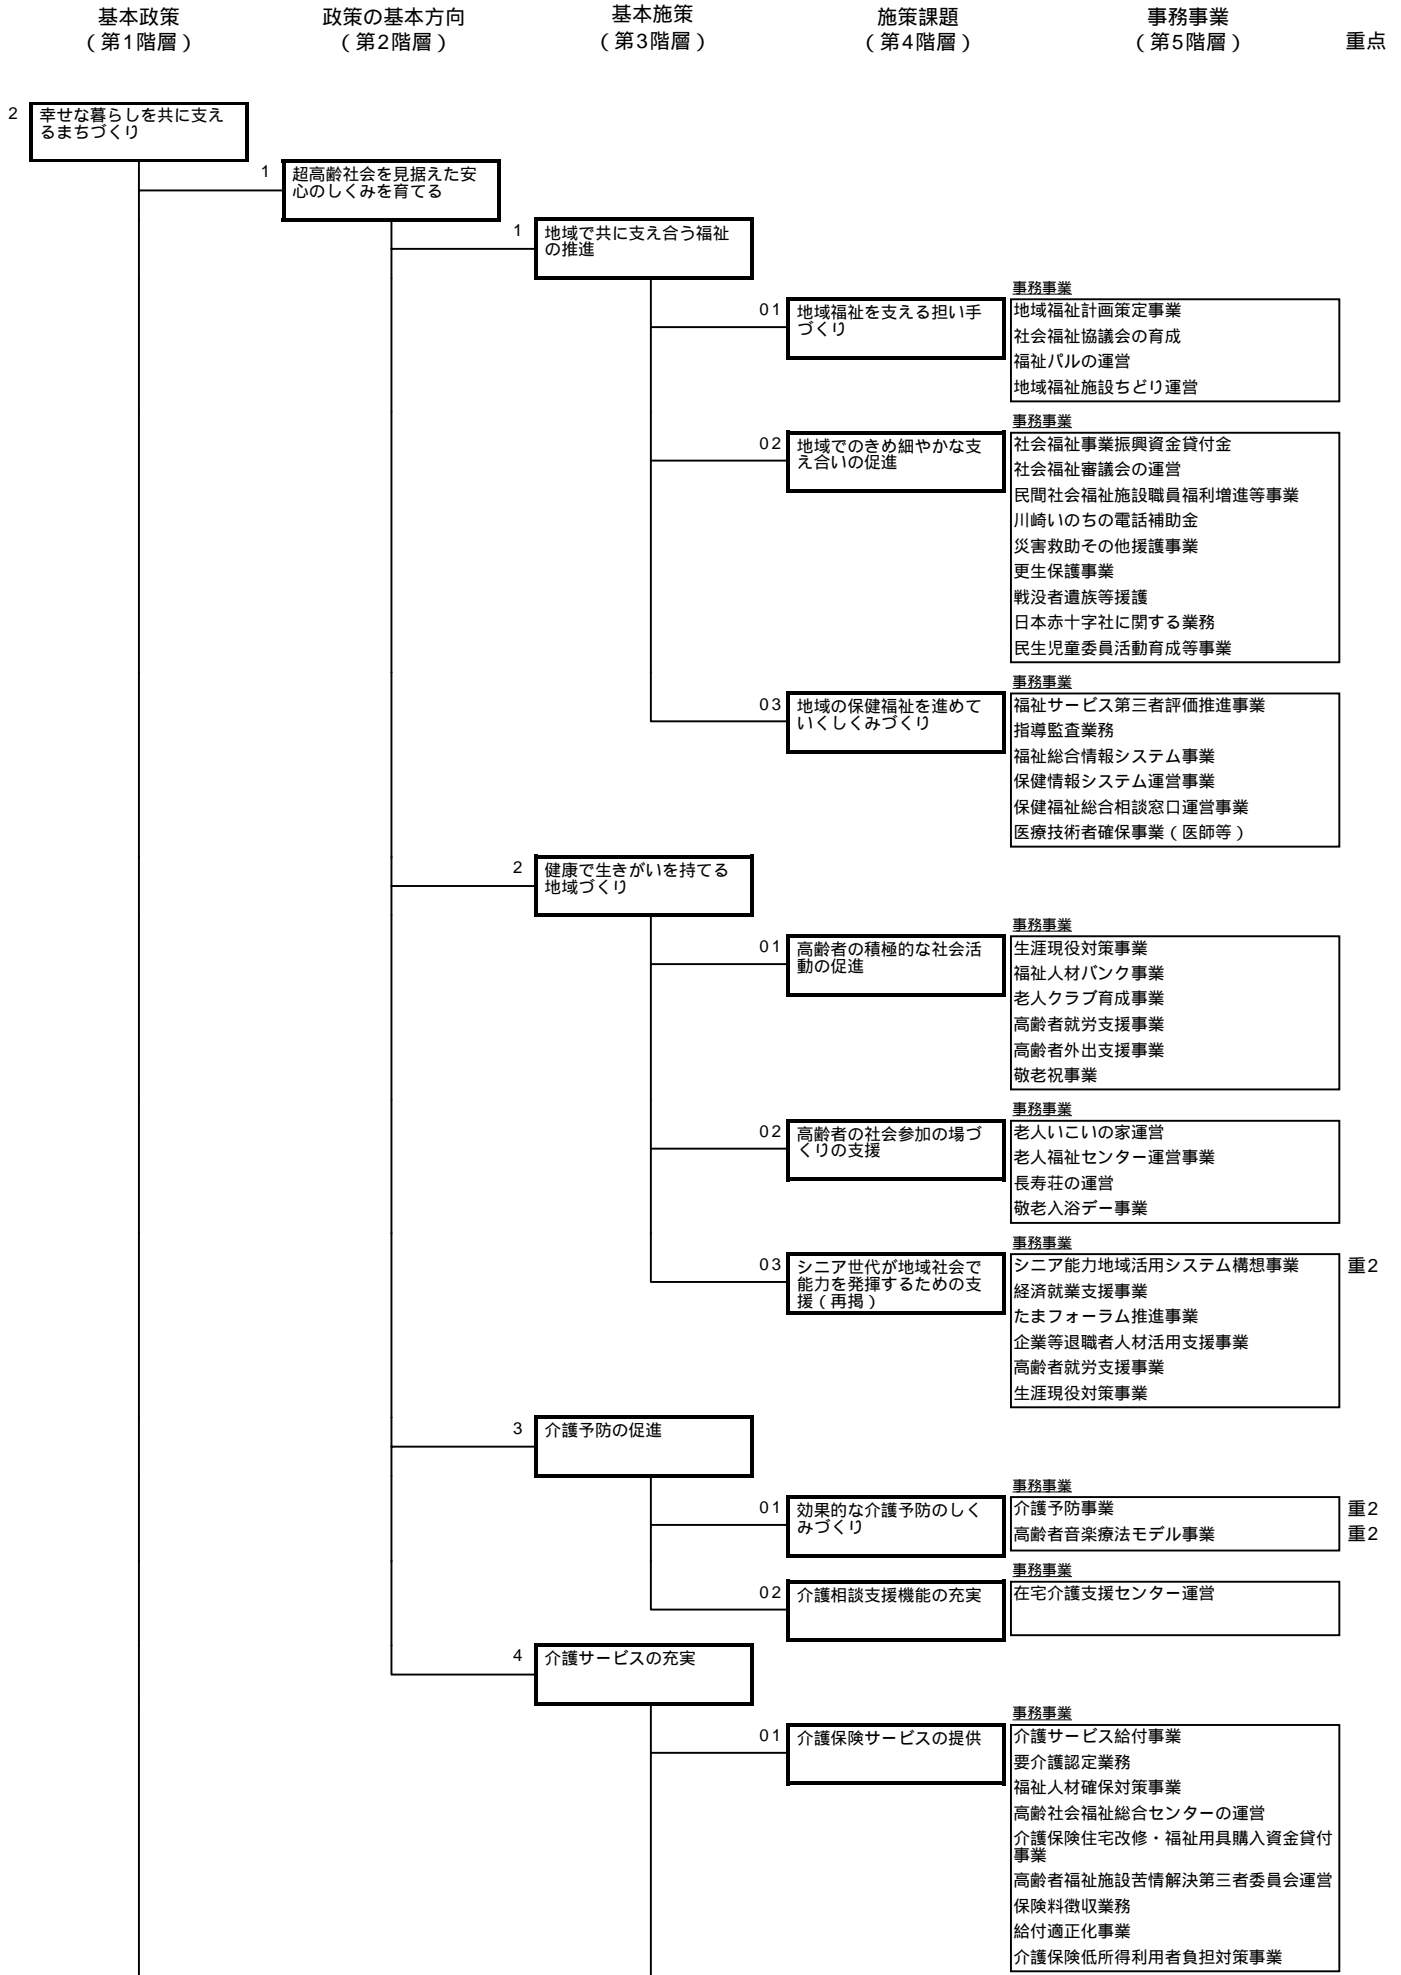 基本政策
（第1階層）
政策の基本方向
（第2階層）
基本施策
（第3階層）
施策課題
（第4階層）
事務事業
（第5階層）
重点
2
幸せな暮らしを共に支え
るまちづくり
1
超高齢社会を見据えた安
心のしくみを育てる
1
地域で共に支え合う福祉
の推進
01
地域福祉を支える担い手
づくり
事務事業
地域福祉計画策定事業
社会福祉協議会の育成
福祉パルの運営
地域福祉施設ちどり運営
02
地域でのきめ細やかな支
え合いの促進
事務事業
社会福祉事業振興資金貸付金
社会福祉審議会の運営
民間社会福祉施設職員福利増進等事業
川崎いのちの電話補助金
災害救助その他援護事業
更生保護事業
戦没者遺族等援護
日本赤十字社に関する業務
民生児童委員活動育成等事業
03
地域の保健福祉を進めて
いくしくみづくり
事務事業
福祉サービス第三者評価推進事業
指導監査業務
福祉総合情報システム事業
保健情報システム運営事業
保健福祉総合相談窓口運営事業
医療技術者確保事業（医師等）
2
健康で生きがいを持てる
地域づくり
01
高齢者の積極的な社会活
動の促進
事務事業
生涯現役対策事業
福祉人材バンク事業
老人クラブ育成事業
高齢者就労支援事業
高齢者外出支援事業
敬老祝事業
02
高齢者の社会参加の場づ
くりの支援
事務事業
老人いこいの家運営
老人福祉センター運営事業
長寿荘の運営
敬老入浴デー事業
03
シニア世代が地域社会で
能力を発揮するための支
援（再掲）
事務事業
シニア能力地域活用システム構想事業 重2
経済就業支援事業
たまフォーラム推進事業
企業等退職者人材活用支援事業
高齢者就労支援事業
生涯現役対策事業
3
介護予防の促進
01
効果的な介護予防のしく
みづくり
事務事業
介護予防事業 重2
高齢者音楽療法モデル事業 重2
02
介護相談支援機能の充実
事務事業
在宅介護支援センター運営
4
介護サービスの充実
01
介護保険サービスの提供
事務事業
介護サービス給付事業
要介護認定業務
福祉人材確保対策事業
高齢社会福祉総合センターの運営
介護保険住宅改修・福祉用具購入資金貸付
事業
高齢者福祉施設苦情解決第三者委員会運営
保険料徴収業務
給付適正化事業
介護保険低所得利用者負担対策事業